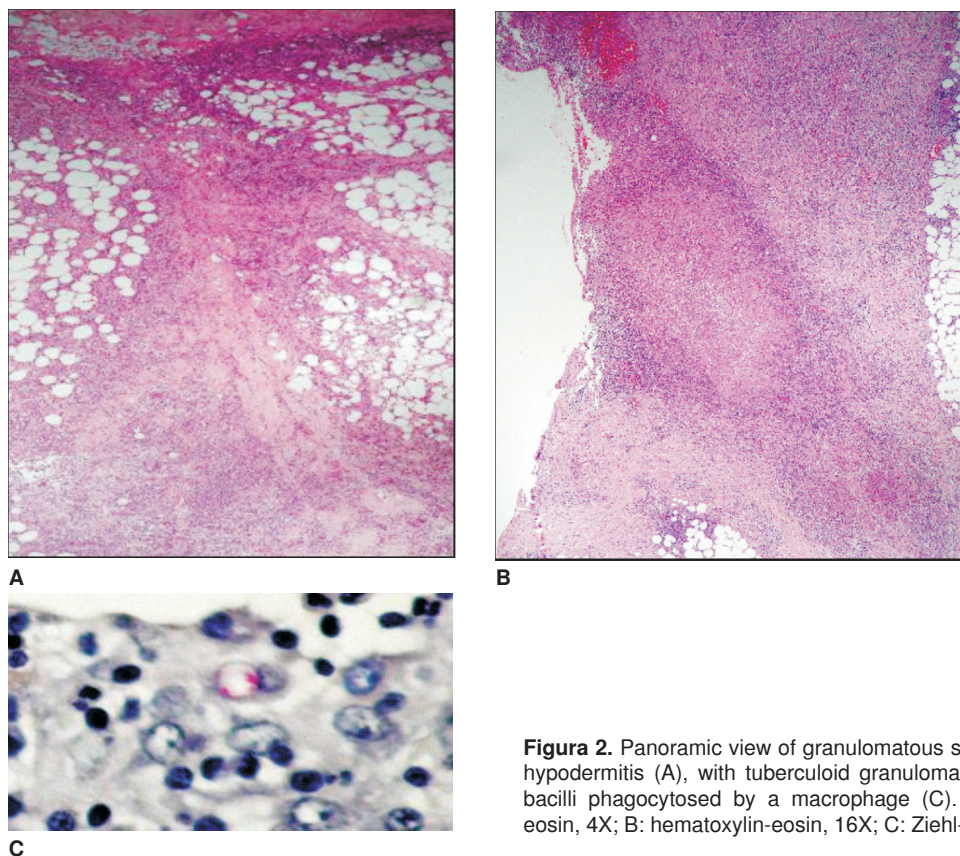 A
B
C
Figura 2. Panoramic view of granulomatous s
hypodermitis (A), with tuberculoid granuloma
bacilli phagocytosed by a macrophage (C).
eosin, 4X; B: hematoxylin-eosin, 16X; C: Ziehl-